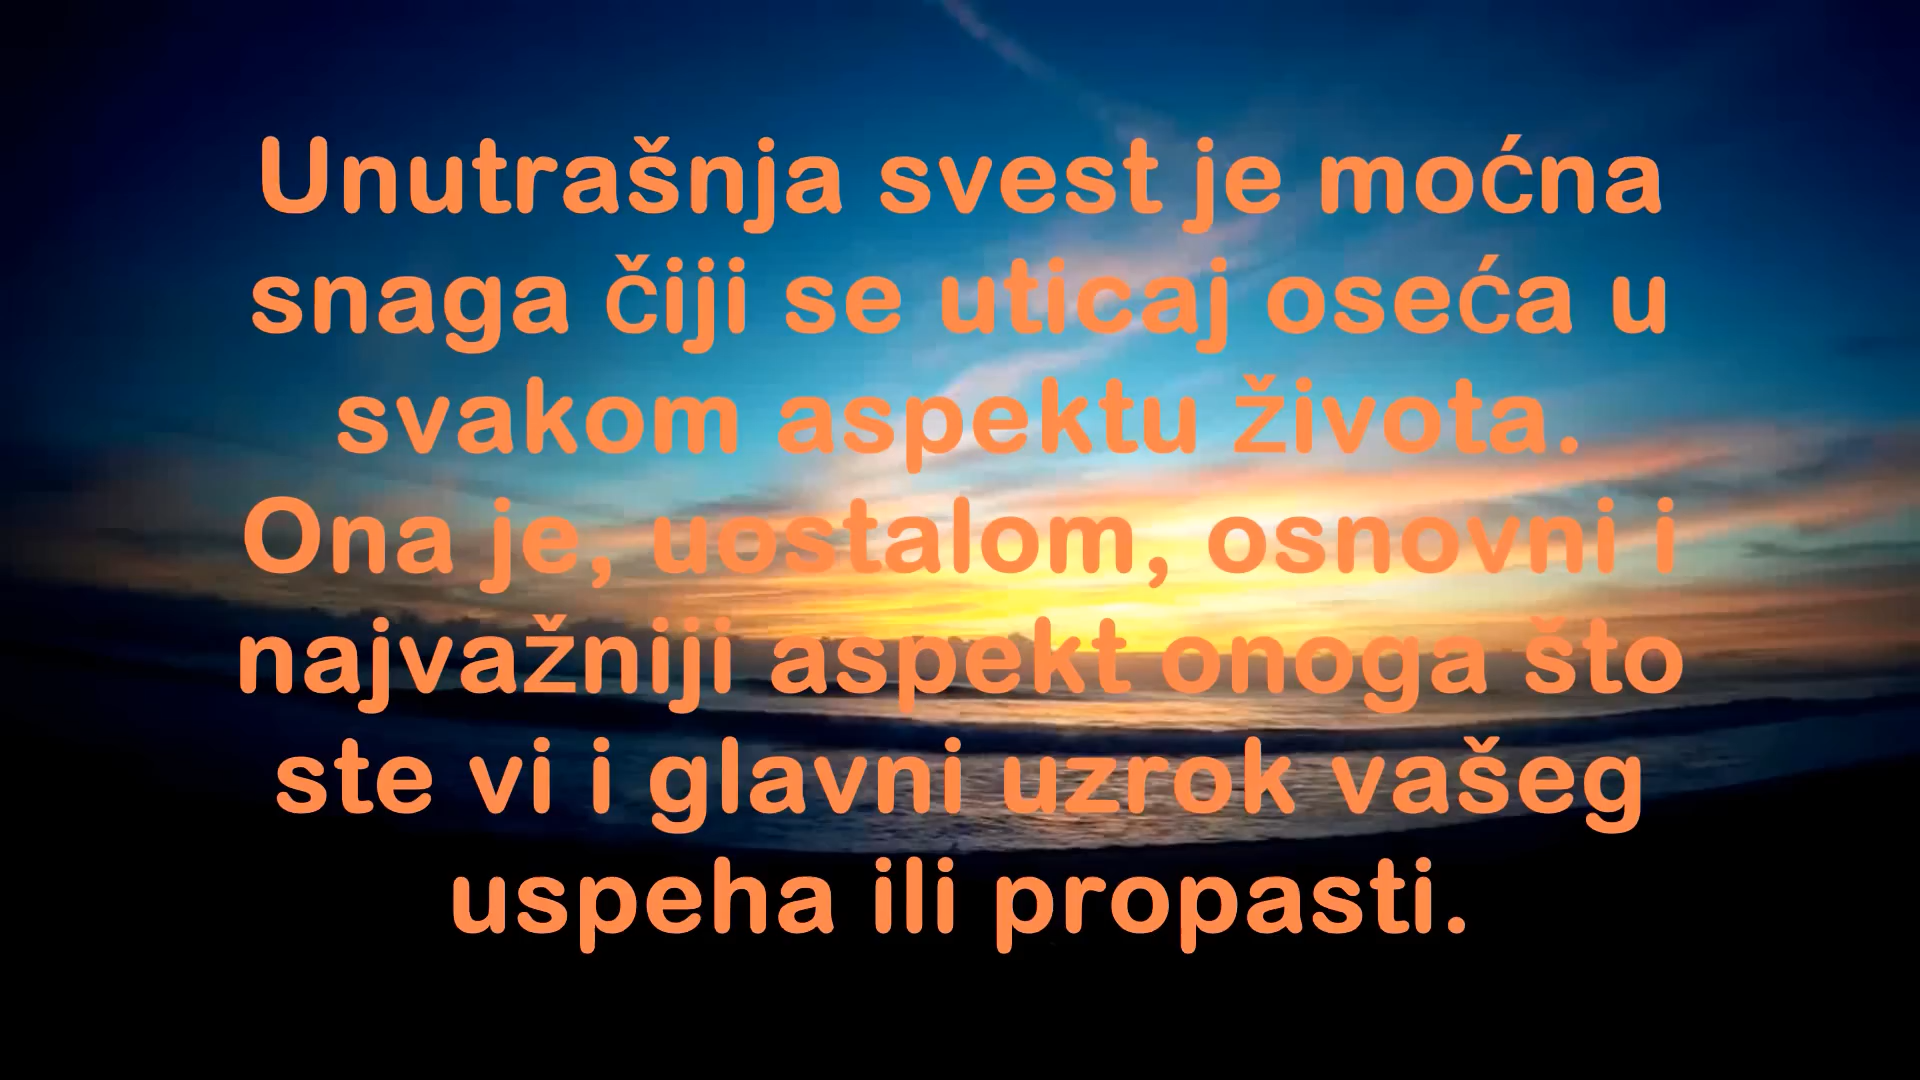 Unutrašnja svest je moćna
snaga čiji se uticaj oseća u
svakom aspektu života.
Ona je, uostalom, osnovni i
najvažniji aspekt onoga što
ste vi i glavni uzrok vašeg
uspeha ili propasti.